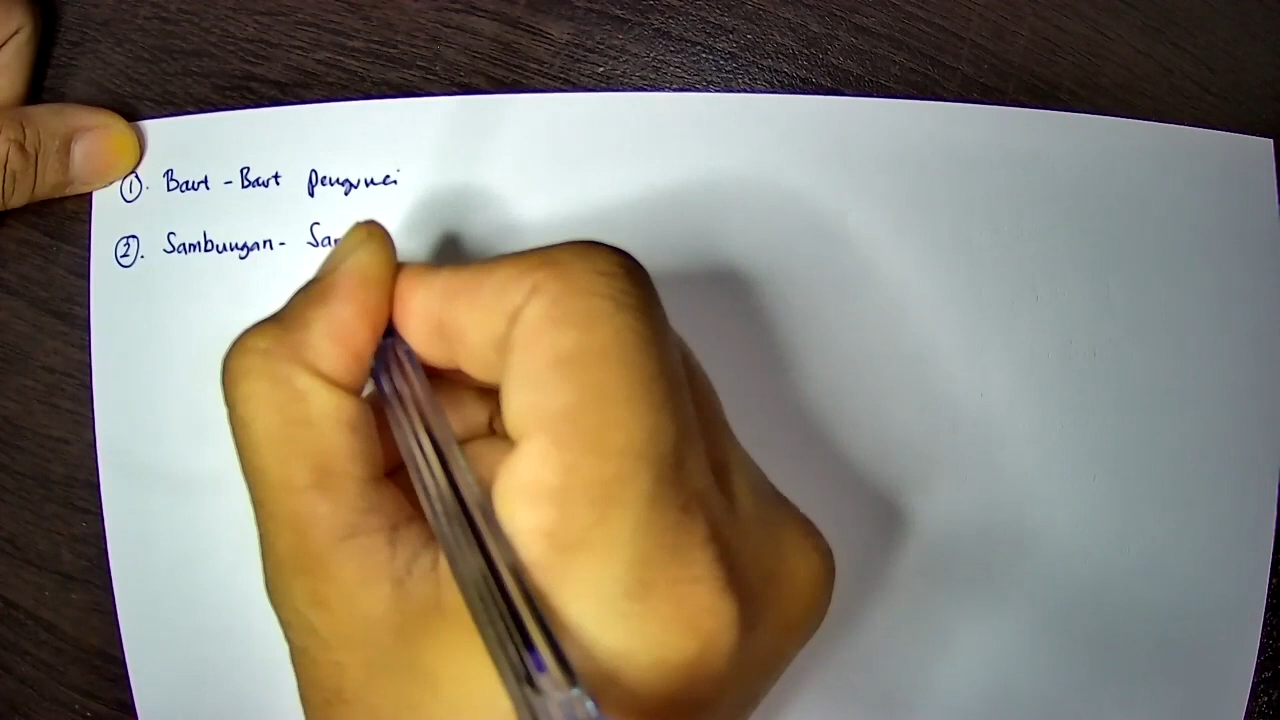 ①. Baut - Baut pengunci
②. Sambungan - Sa